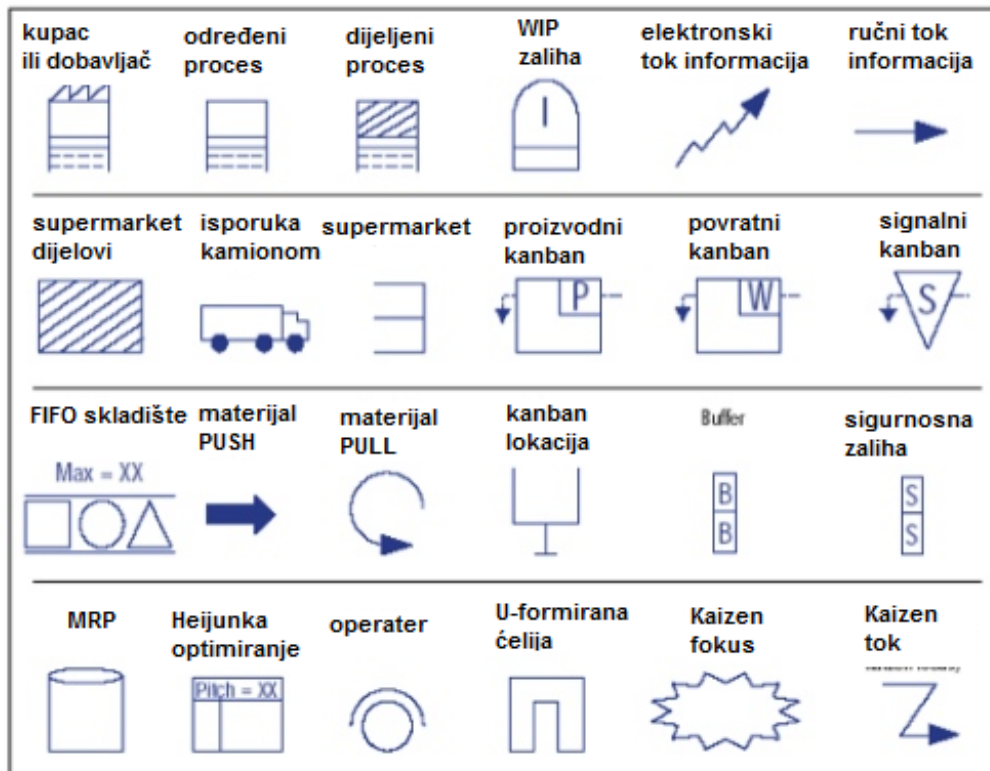 kupac
ili dobavljač
određeni
proces
dijeljeni
proces
WIP
zaliha
I
elektronski
tok informacija
ručni tok
informacija
supermarket
dijelovi
isporuka
kamionom
supermarket
proizvodni
kanban
P
povratni
kanban
W
signalni
kanban
S
FIFO skladište
Max = XX
materijal
PUSH
materijal
PULL
kanban
lokacija
Buffer
B
B
sigurnosna
zaliha
S
S
MRP
Heijunka
optimiranje
Pitch = XX
operater
U-formirana
ćelija
Kaizen
fokus
Kaizen
tok